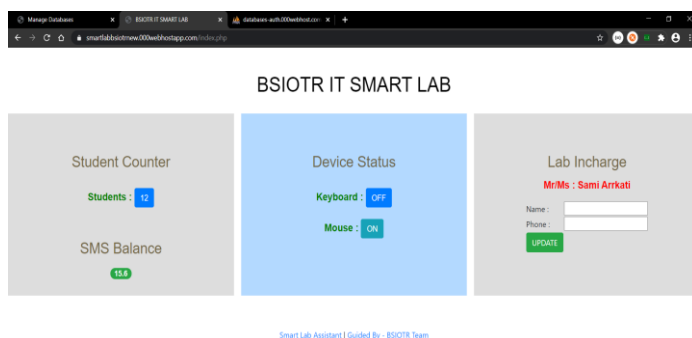 Manage Databases
BSIOTR IT SMART LAB
databases-auth.000webhost.con
smartlabbsiotrnew.000webhostapp.com/index.php
BSIOTR IT SMART LAB
Student Counter
Students : 12
SMS Balance
15.6
Device Status
Keyboard : OFF
Mouse : ON
Lab Incharge
Mr/Ms : Sami Arrkati
Name :
Phone :
UPDATE
Smart Lab Assistant | Guided By - BSIOTR Team